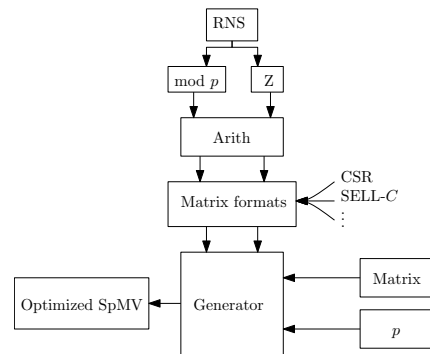 RNS
mod p
Z
Arith
Matrix formats
CSR
SELL-C
⋮
Generator
Matrix
Optimized SpMV
p